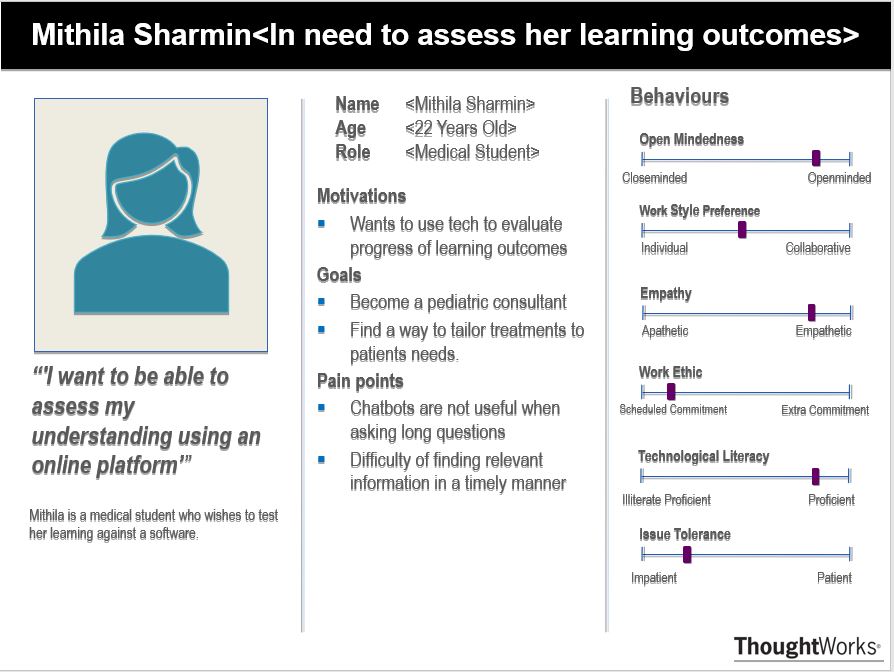 Mithila Sharmin<In need to assess her learning outcomes>
“‘'I want to be able to
assess my
understanding using an
online platform’”
Mithila is a medical student who wishes to test
her learning against a software.
Name <Mithila Sharmin>
Age <22 Years Old>
Role <Medical Student>
Motivations
Wants to use tech to evaluate
progress of learning outcomes
Goals
Become a pediatric consultant
Find a way to tailor treatments to
patients needs.
Pain points
Chatbots are not useful when
asking long questions
Difficulty of finding relevant
information in a timely manner
Behaviours
Open Mindedness
Closeminded Openminded
Work Style Preference
Individual Collaborative
Empathy
Apathetic Empathetic
Work Ethic
Scheduled Commitment Extra Commitment
Technological Literacy
Illiterate Proficient Proficient
Issue Tolerance
Impatient Patient
ThoughtWorks®